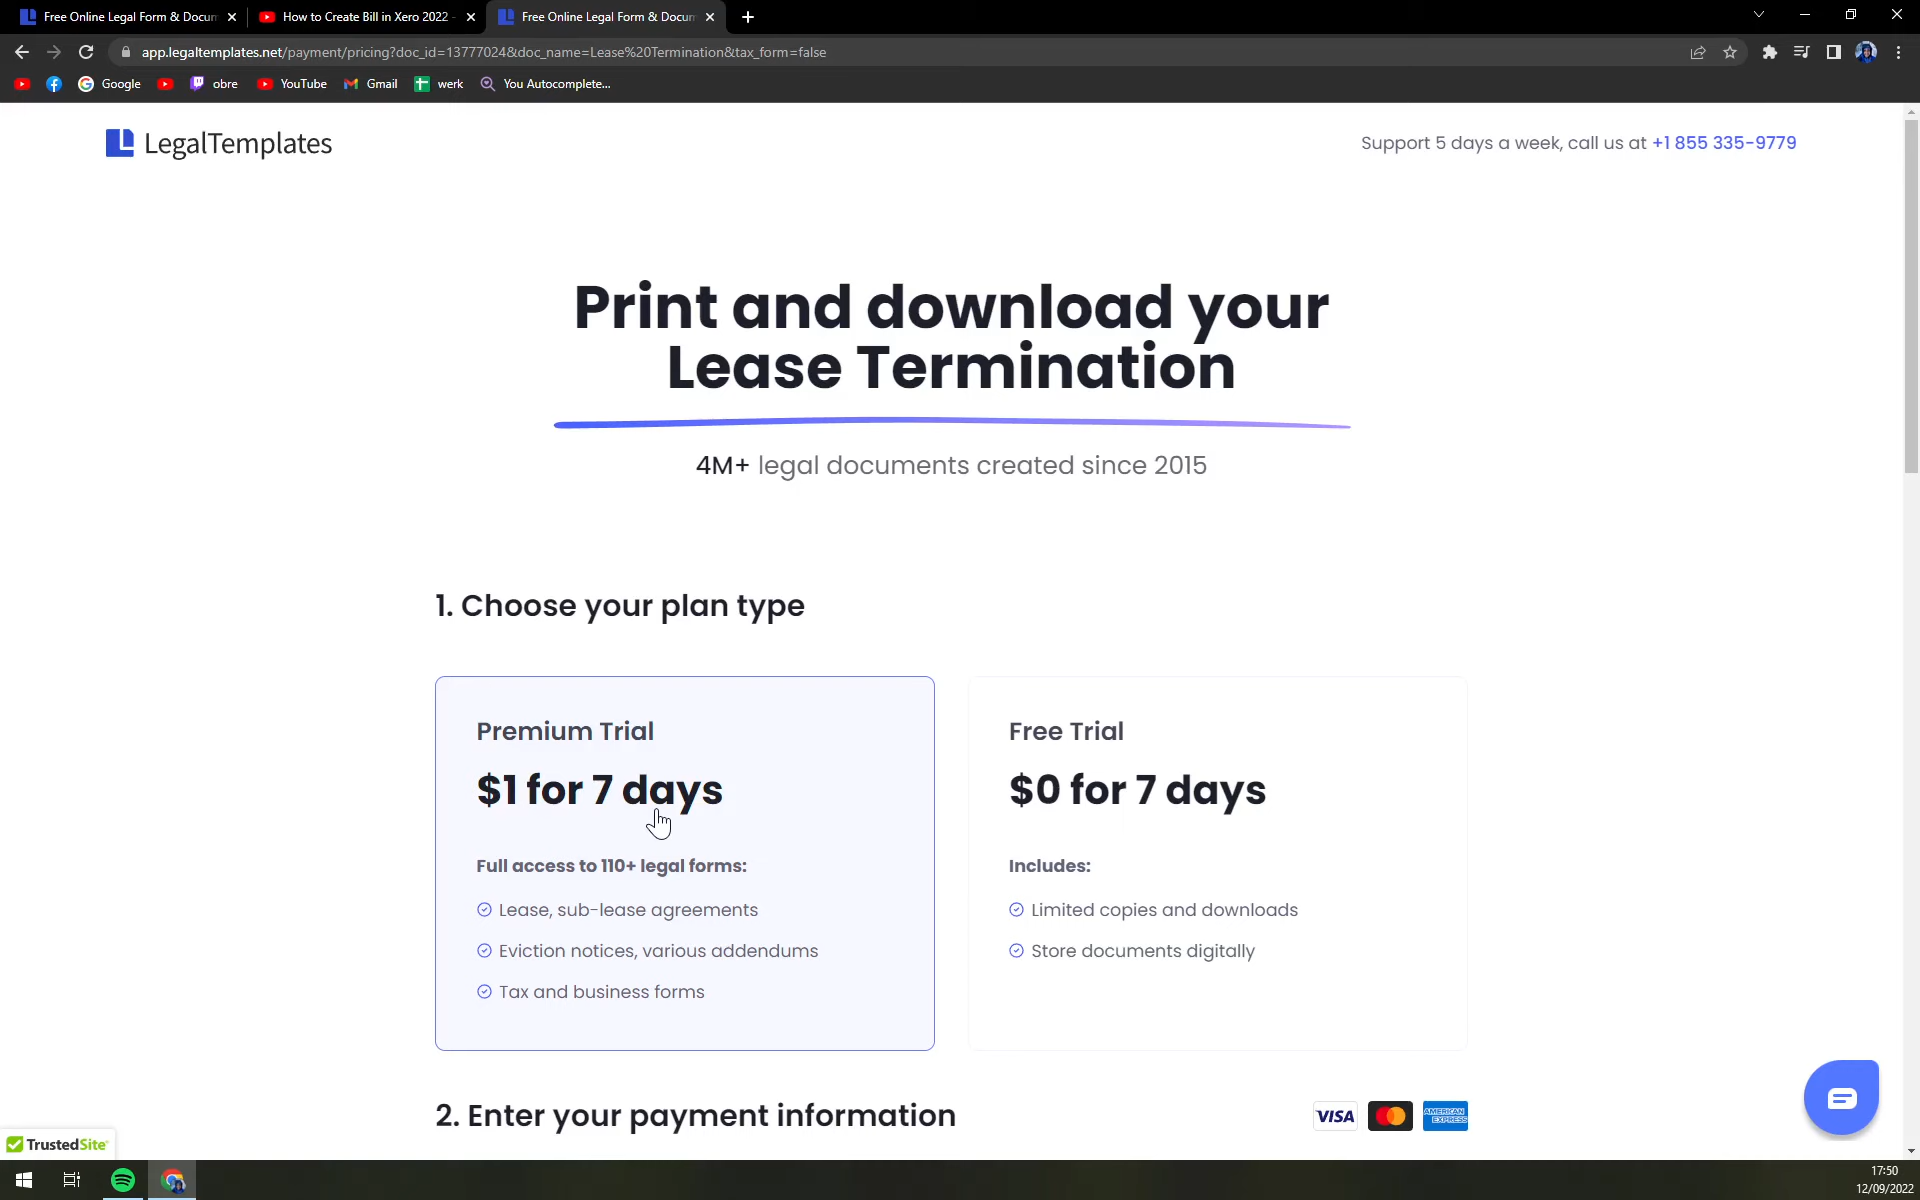 Free Online Legal Form & Docum
How to Create Bill in Xero 2022 -
Free Online Legal Form & Docum
app.legaltemplates.net/payment/pricing?doc_id=13777024&doc_name=Lease%20Termination&tax_form=false
Google
obre
YouTube
Gmail
werk
You Autocomplete...
LegalTemplates
Support 5 days a week, call us at +1 855 335-9779
Print and download your
Lease Termination
4M+ legal documents created since 2015
1. Choose your plan type
Premium Trial
$1 for 7 days
Full access to 110+ legal forms:
Lease, sub-lease agreements
Eviction notices, various addendums
Tax and business forms
Free Trial
$0 for 7 days
Includes:
Limited copies and downloads
Store documents digitally
2. Enter your payment information
VISA
AMERICAN
EXPRESS
TrustedSite
17:50
12/09/2022